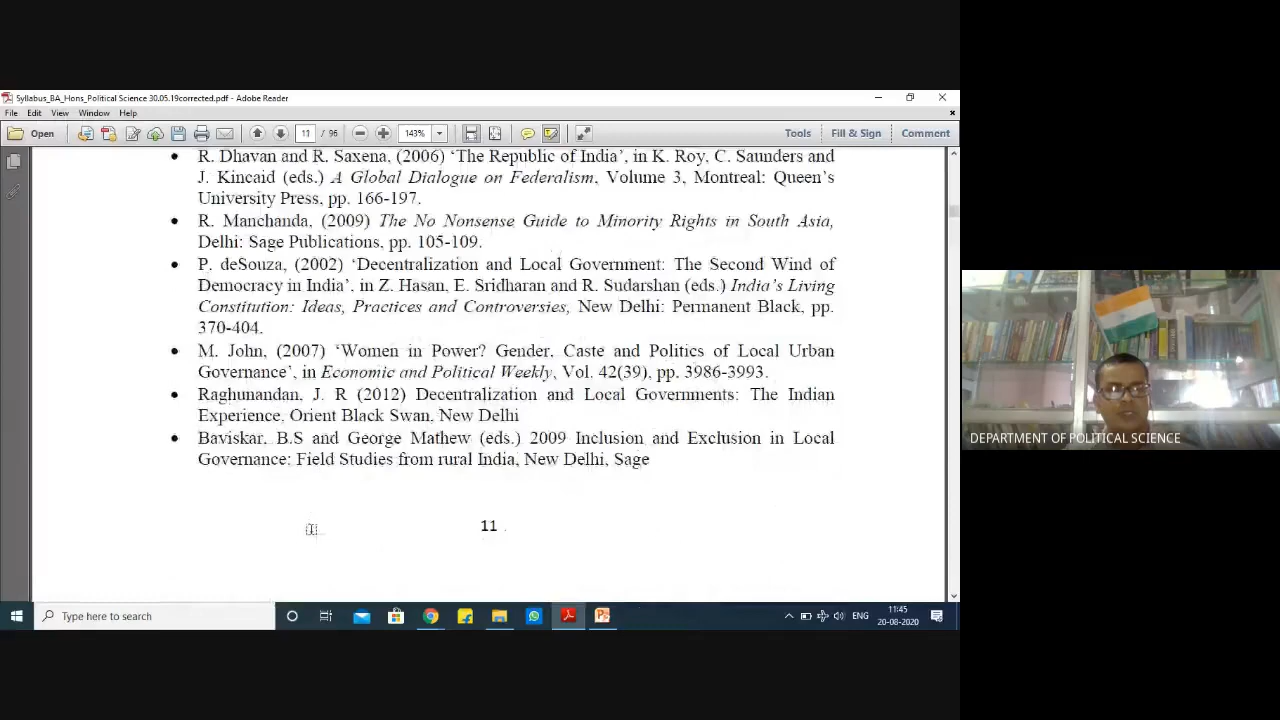 Syllabus_BA_Hons_Political Science 30.05.19corrected.pdf - Adobe Reader
File Edit View Window Help
Open 11 / 96 143% Tools Fill & Sign Comment
• R. Dhavan and R. Saxena, (2006) ‘The Republic of India’, in K. Roy, C. Saunders and
J. Kincaid (eds.) A Global Dialogue on Federalism, Volume 3, Montreal: Queen’s
University Press, pp. 166-197.
• R. Manchanda, (2009) The No Nonsense Guide to Minority Rights in South Asia,
Delhi: Sage Publications, pp. 105-109.
• P. deSouza, (2002) ‘Decentralization and Local Government: The Second Wind of
Democracy in India’, in Z. Hasan, E. Sridharan and R. Sudarshan (eds.) India’s Living
Constitution: Ideas, Practices and Controversies, New Delhi: Permanent Black, pp.
370-404.
• M. John, (2007) ‘Women in Power? Gender, Caste and Politics of Local Urban
Governance’, in Economic and Political Weekly, Vol. 42(39), pp. 3986-3993.
• Raghunandan, J. R (2012) Decentralization and Local Governments: The Indian
Experience, Orient Black Swan, New Delhi
• Baviskar, B.S and George Mathew (eds.) 2009 Inclusion and Exclusion in Local
Governance: Field Studies from rural India, New Delhi, Sage
11
DEPARTMENT OF POLITICAL SCIENCE
Type here to search
ENG
11:45
20-08-2020